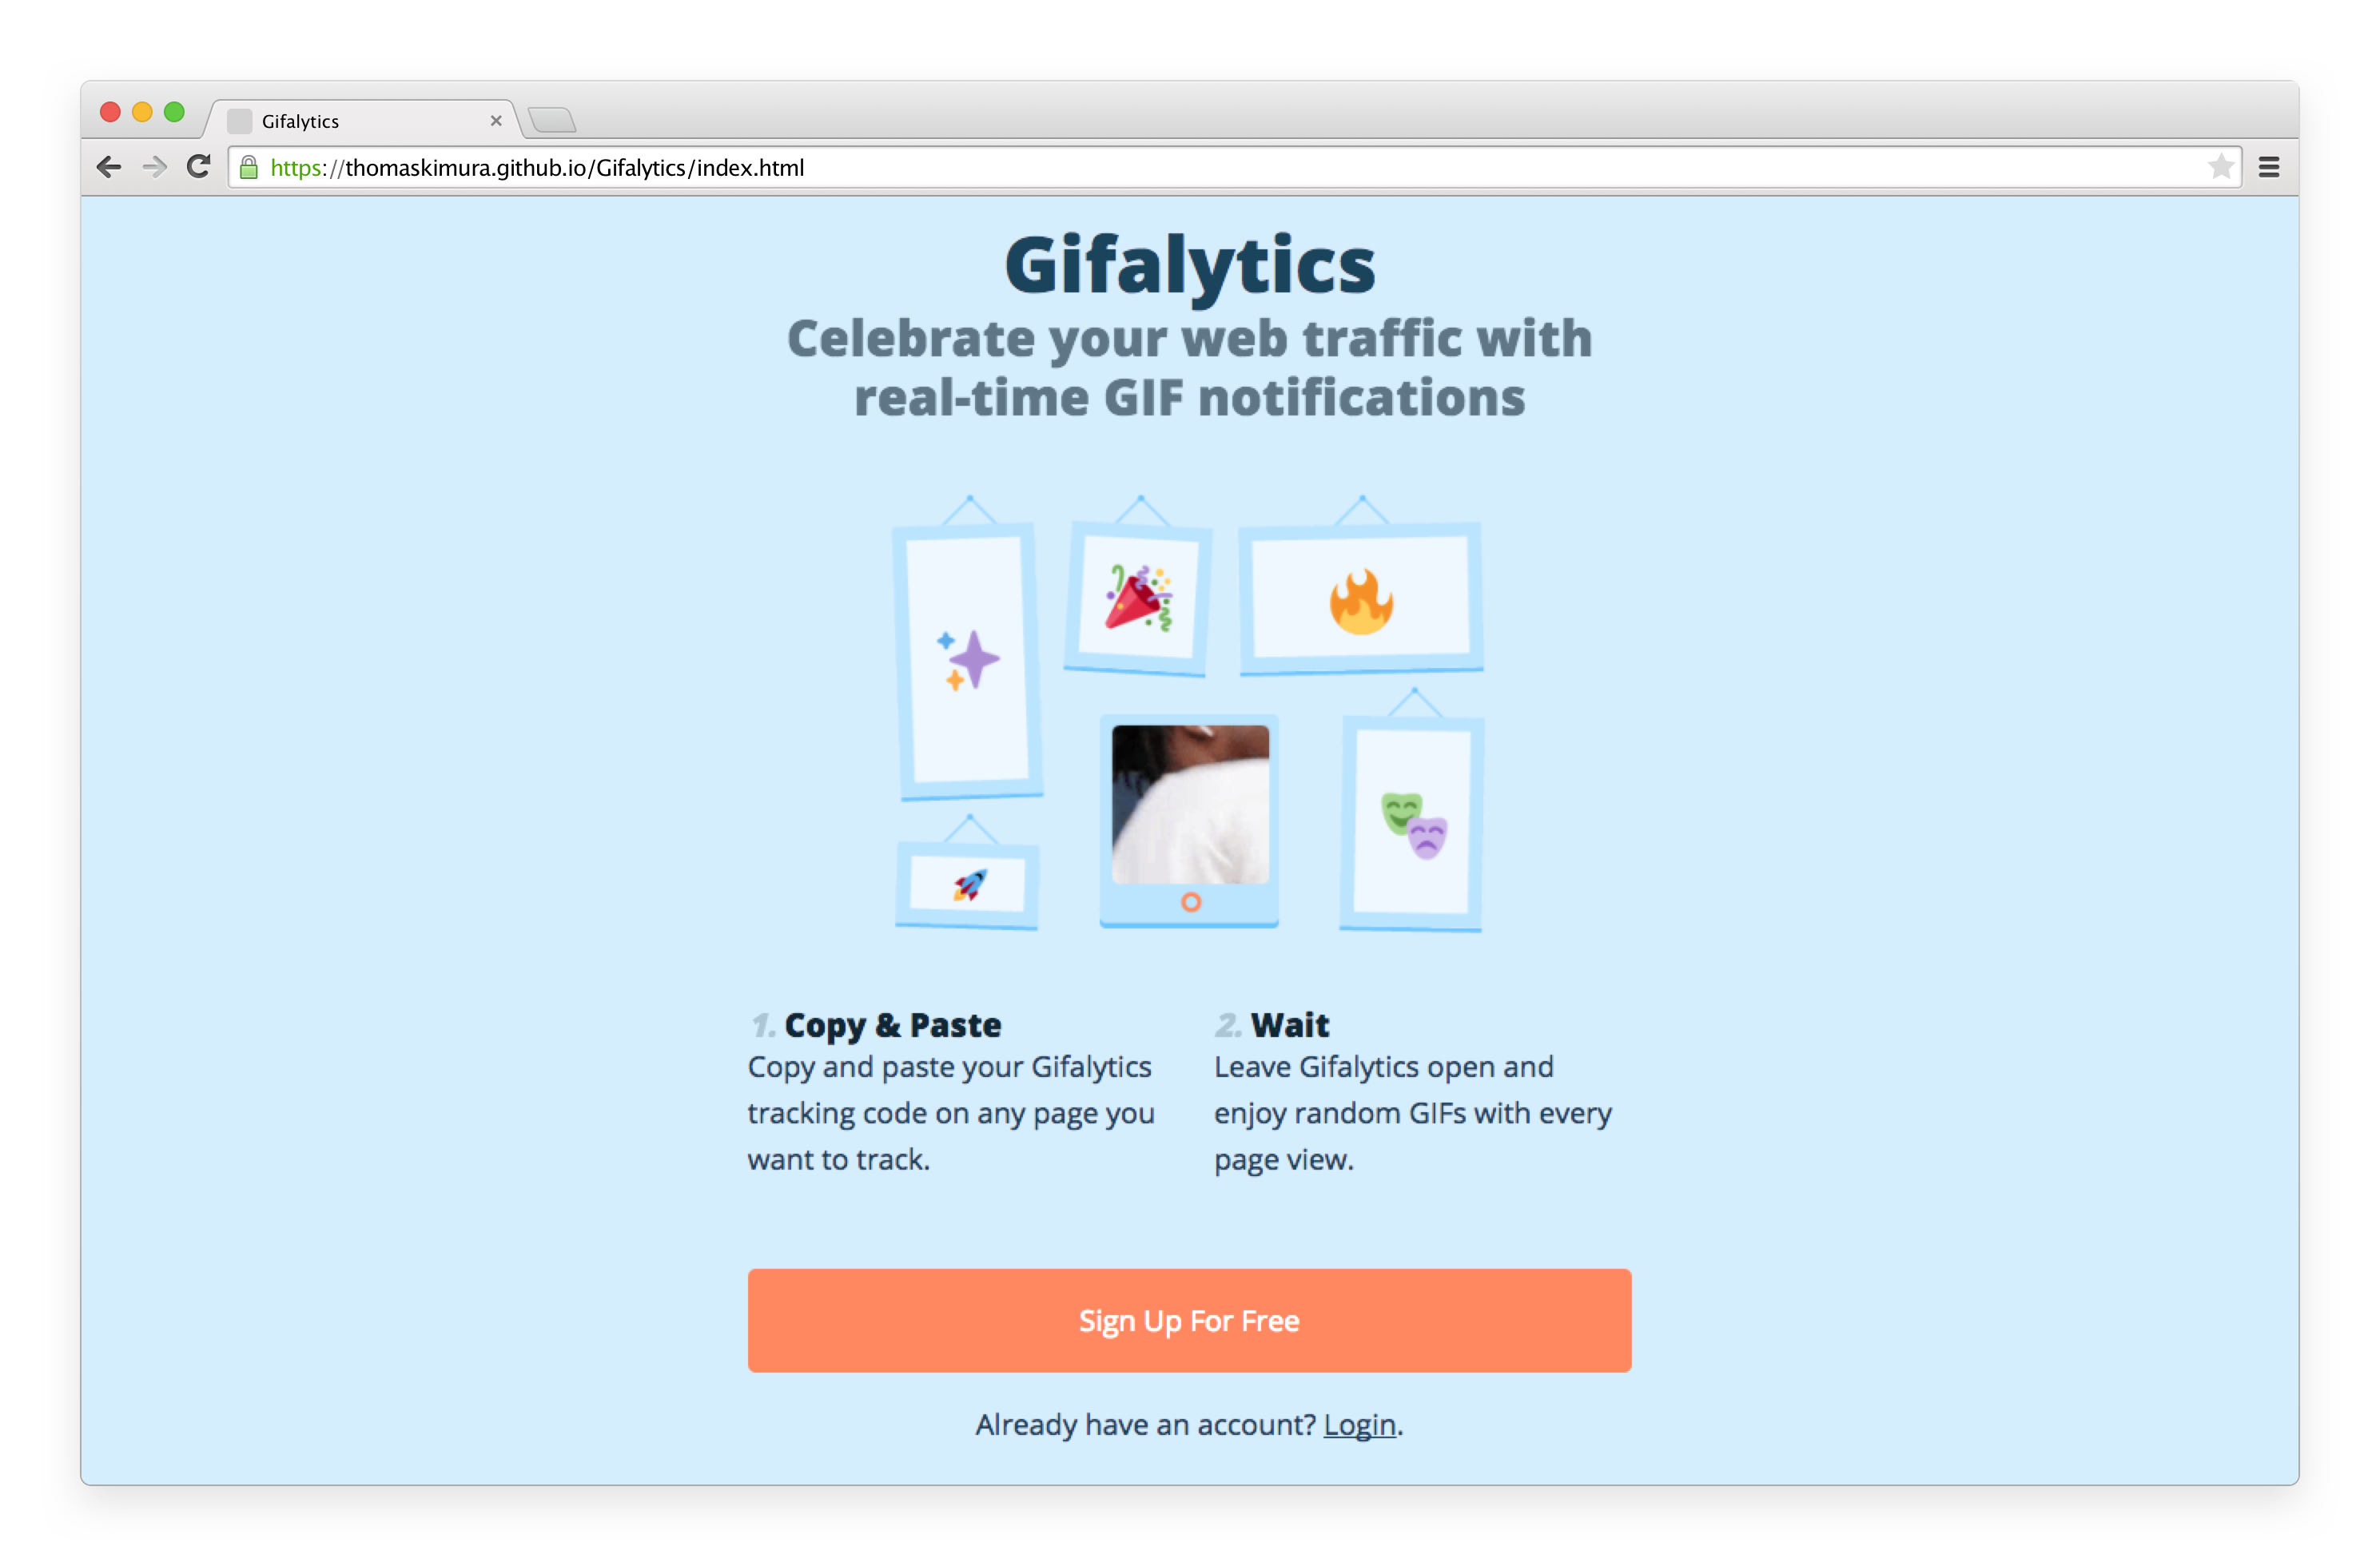 Gifalytics
https://thomaskimura.github.io/Gifalytics/index.html
Gifalytics
Celebrate your web traffic with
real-time GIF notifications
1. Copy & Paste
Copy and paste your Gifalytics
tracking code on any page you
want to track.
2. Wait
Leave Gifalytics open and
enjoy random GIFs with every
page view.
Sign Up For Free
Already have an account? Login.